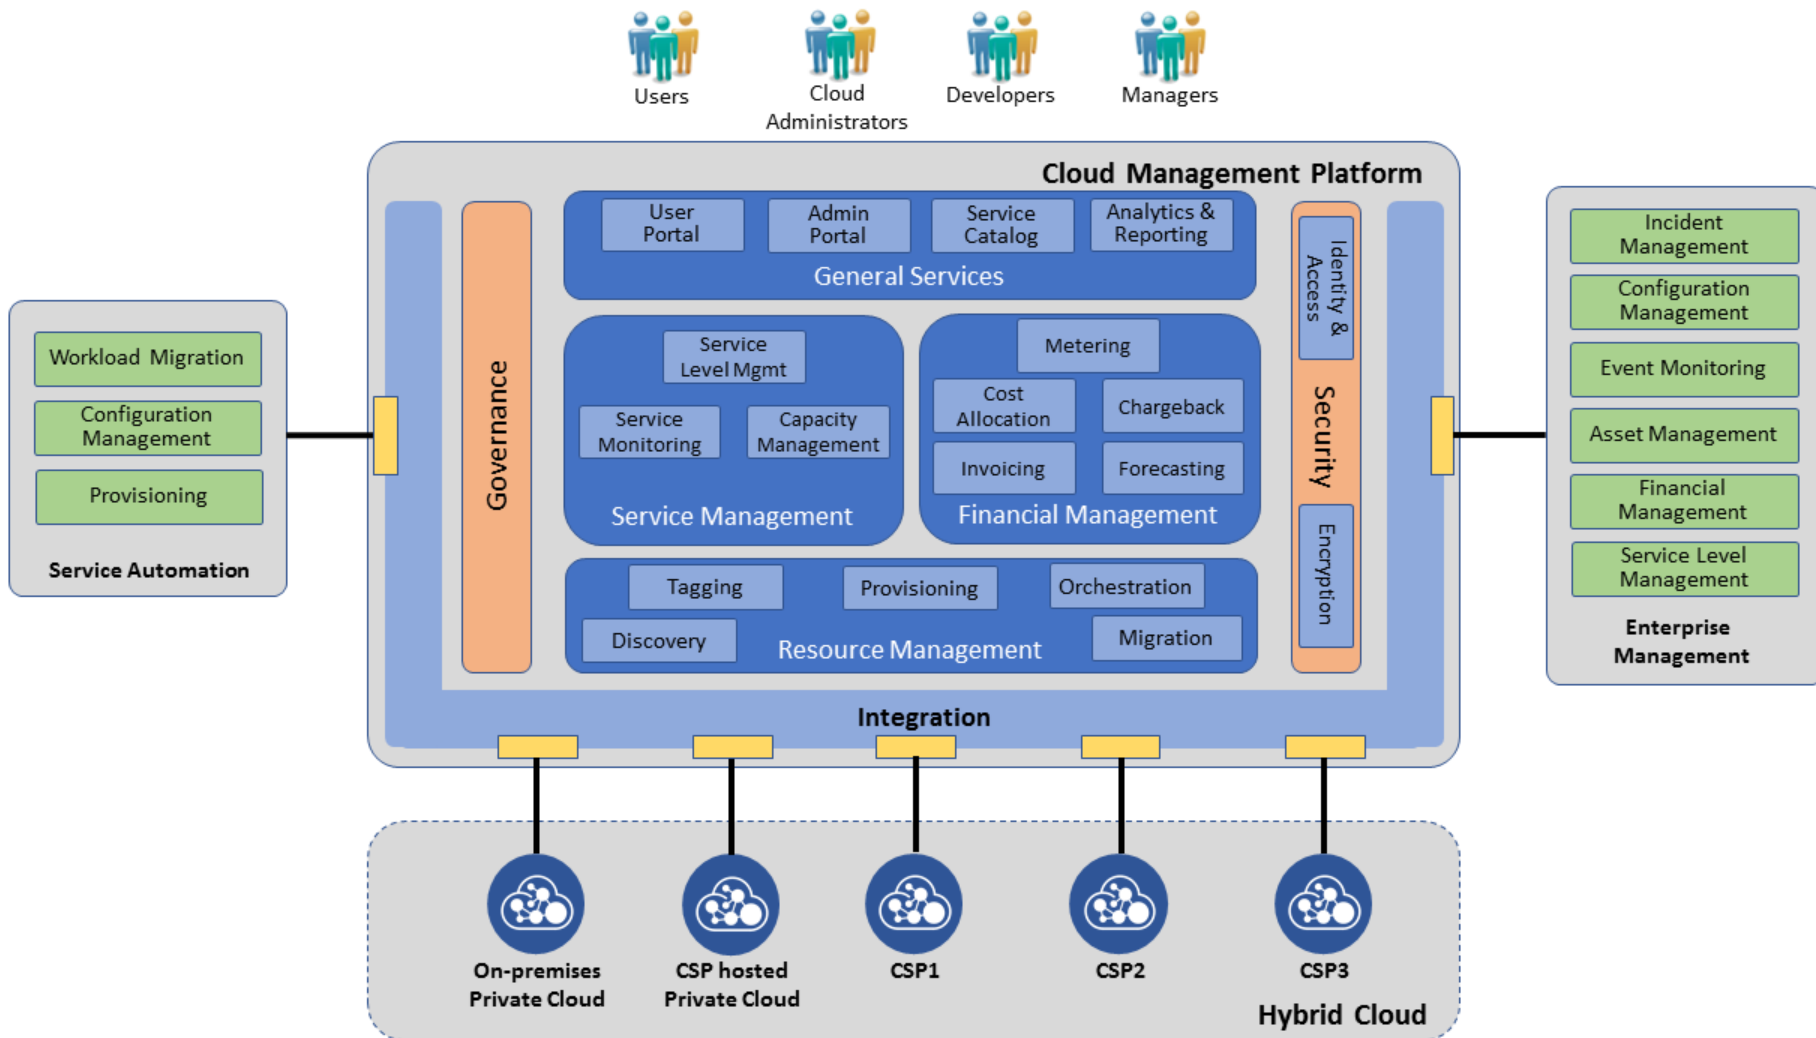 Users
Cloud
Administrators
Developers
Managers
Cloud Management Platform
User
Portal
Admin
Portal
Service
Catalog
Analytics &
Reporting
General Services
Governance
Service
Level Mgmt
Service
Monitoring
Capacity
Management
Service Management
Metering
Cost
Allocation
Chargeback
Invoicing
Forecasting
Financial Management
Tagging
Provisioning
Orchestration
Discovery
Migration
Resource Management
Identity &
Access
Security
Encryption
Integration
Workload Migration
Configuration
Management
Provisioning
Service Automation
Incident
Management
Configuration
Management
Event Monitoring
Asset Management
Financial
Management
Service Level
Management
Enterprise
Management
On-premises
Private Cloud
CSP hosted
Private Cloud
CSP1
CSP2
CSP3
Hybrid Cloud